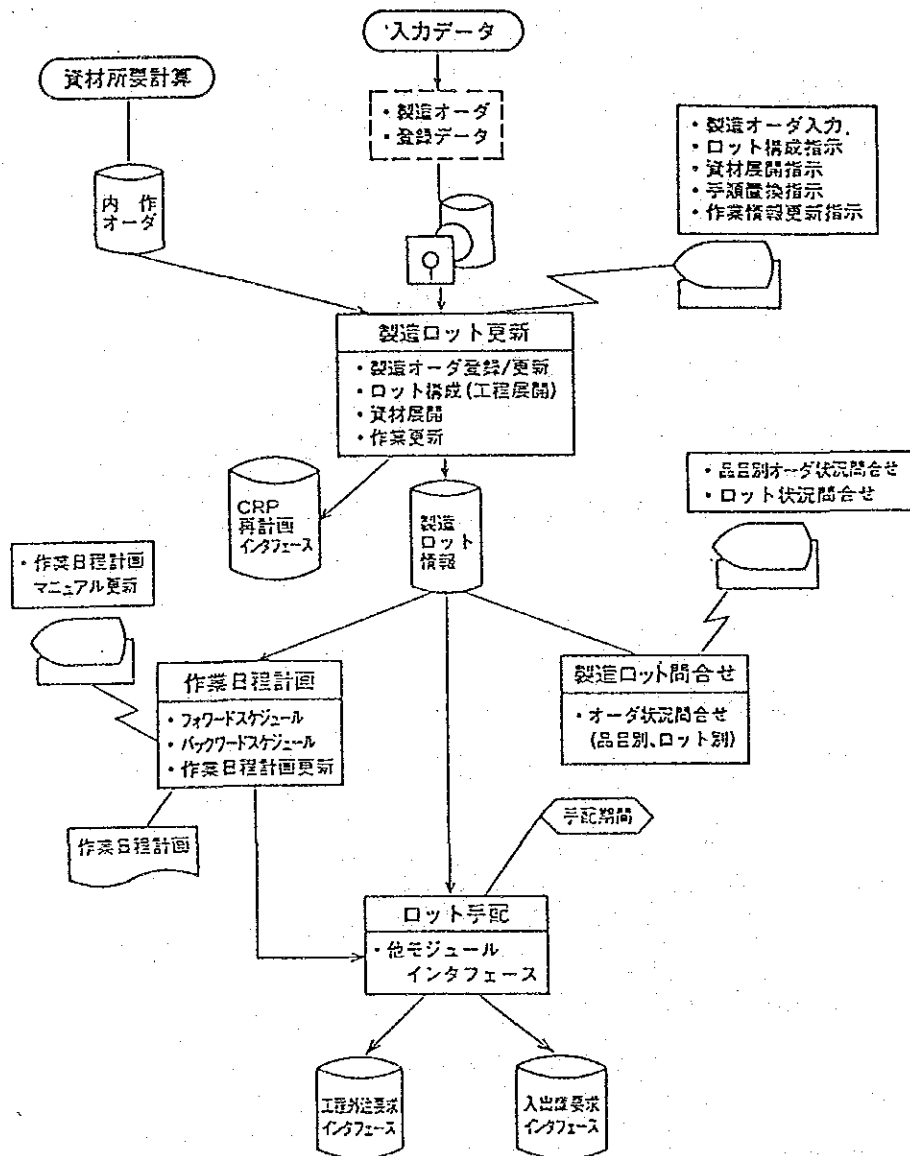 入力データ
資材所要計算
・製造オーダ
・登録データ
・製造オーダ入力
・ロット構成指示
・資材展開指示
・手順置換指示
・作業情報更新指示
内 作
オーダ
製造ロット更新
・製造オーダ登録/更新
・ロット構成(工程展開)
・資材展開
・作業更新
CRP
再計画
インタフェース
製造
ロット
情報
・品目別オーダ状況問合せ
・ロット状況問合せ
・作業日程計画
マニュアル更新
作業日程計画
・フォワードスケジュール
・バックワードスケジュール
・作業日程計画更新
製造ロット問合せ
・オーダ状況問合せ
(品目別、ロット別)
作業日程計画
手配期間
ロット手配
・他モジュール
インタフェース
工程外注要求
インタフェース
入出庫要求
インタフェース